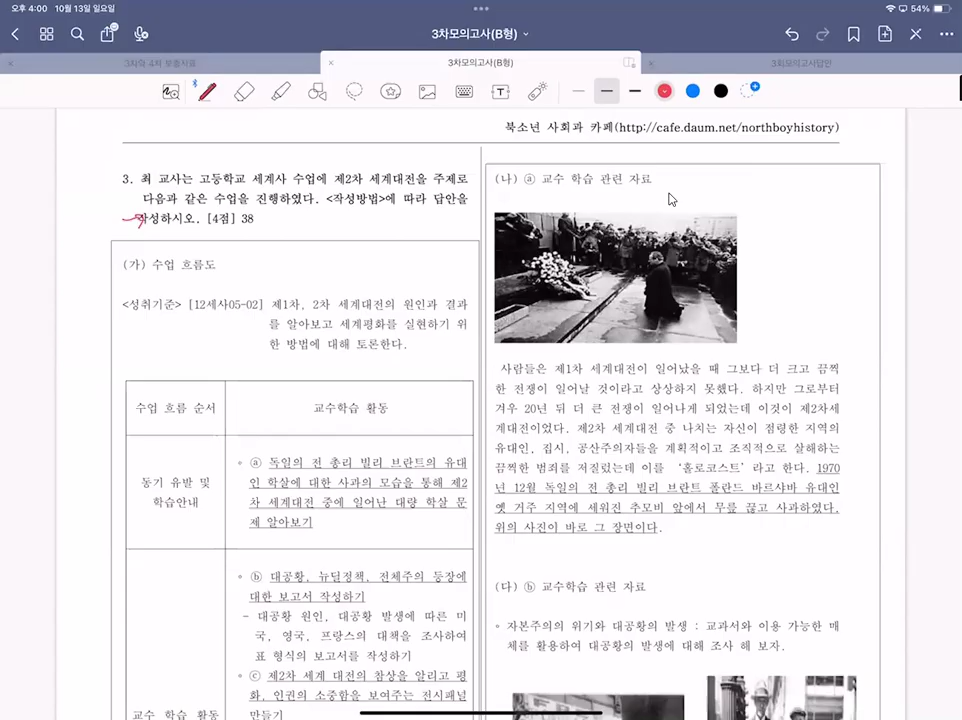 오후 4:00 10월 13일 일요일
54%
3차모의고사(B형)
3차와 4회 보충자료
3차모의고사(B형)
3회모의고사답안
북소년 사회과 카페(http://cafe.daum.net/northboyhistory)
3. 최 교사는 고등학교 세계사 수업에 제2차 세계대전을 주제로
다음과 같은 수업을 진행하였다. <작성방법>에 따라 답안을
작성하시오. [4점] 38
(가) 수업 흐름도
<성취기준> [12세사05-02] 제1차, 2차 세계대전의 원인과 결과
를 알아보고 세계평화를 실현하기 위
한 방법에 대해 토론한다.
수업 흐름 순서
교수학습 활동
동기 유발 및
학습안내
◦ ⓐ 독일의 전 총리 빌리 브란트의 유대
인 학살에 대한 사과의 모습을 통해 제2
차 세계대전 중에 일어난 대량 학살 문
제 알아보기
교수 학습 활동
◦ ⓑ 대공황, 뉴딜정책, 전체주의 등장에
대한 보고서 작성하기
- 대공황 원인, 대공황 발생에 따른 미
국, 영국, 프랑스의 대책을 조사하여
표 형식의 보고서를 작성하기
◦ ⓒ 제2차 세계 대전의 참상을 알리고 평
화, 인권의 소중함을 보여주는 전시패널
만들기
(나) ⓐ 교수 학습 관련 자료
사람들은 제1차 세계대전이 일어났을 때 그보다 더 크고 끔찍
한 전쟁이 일어날 것이라고 상상하지 못했다. 하지만 그로부터
겨우 20년 뒤 더 큰 전쟁이 일어나게 되었는데 이것이 제2차세
계대전이었다. 제2차 세계대전 중 나치는 자신이 점령한 지역의
유대인, 집시, 공산주의자들을 계획적이고 조직적으로 살해하는
끔찍한 범죄를 저질렀는데 이를 ‘홀로코스트’라고 한다. 1970
년 12월 독일의 전 총리 빌리 브란트 폴란드 바르샤바 유대인
옛 거주 지역에 세워진 추모비 앞에서 무릎 끊고 사과하였다.
위의 사진이 바로 그 장면이다.
(다) ⓑ 교수학습 관련 자료
◦ 자본주의의 위기와 대공황의 발생 : 교과서와 이용 가능한 매
체를 활용하여 대공황의 발생에 대해 조사 해 보자.